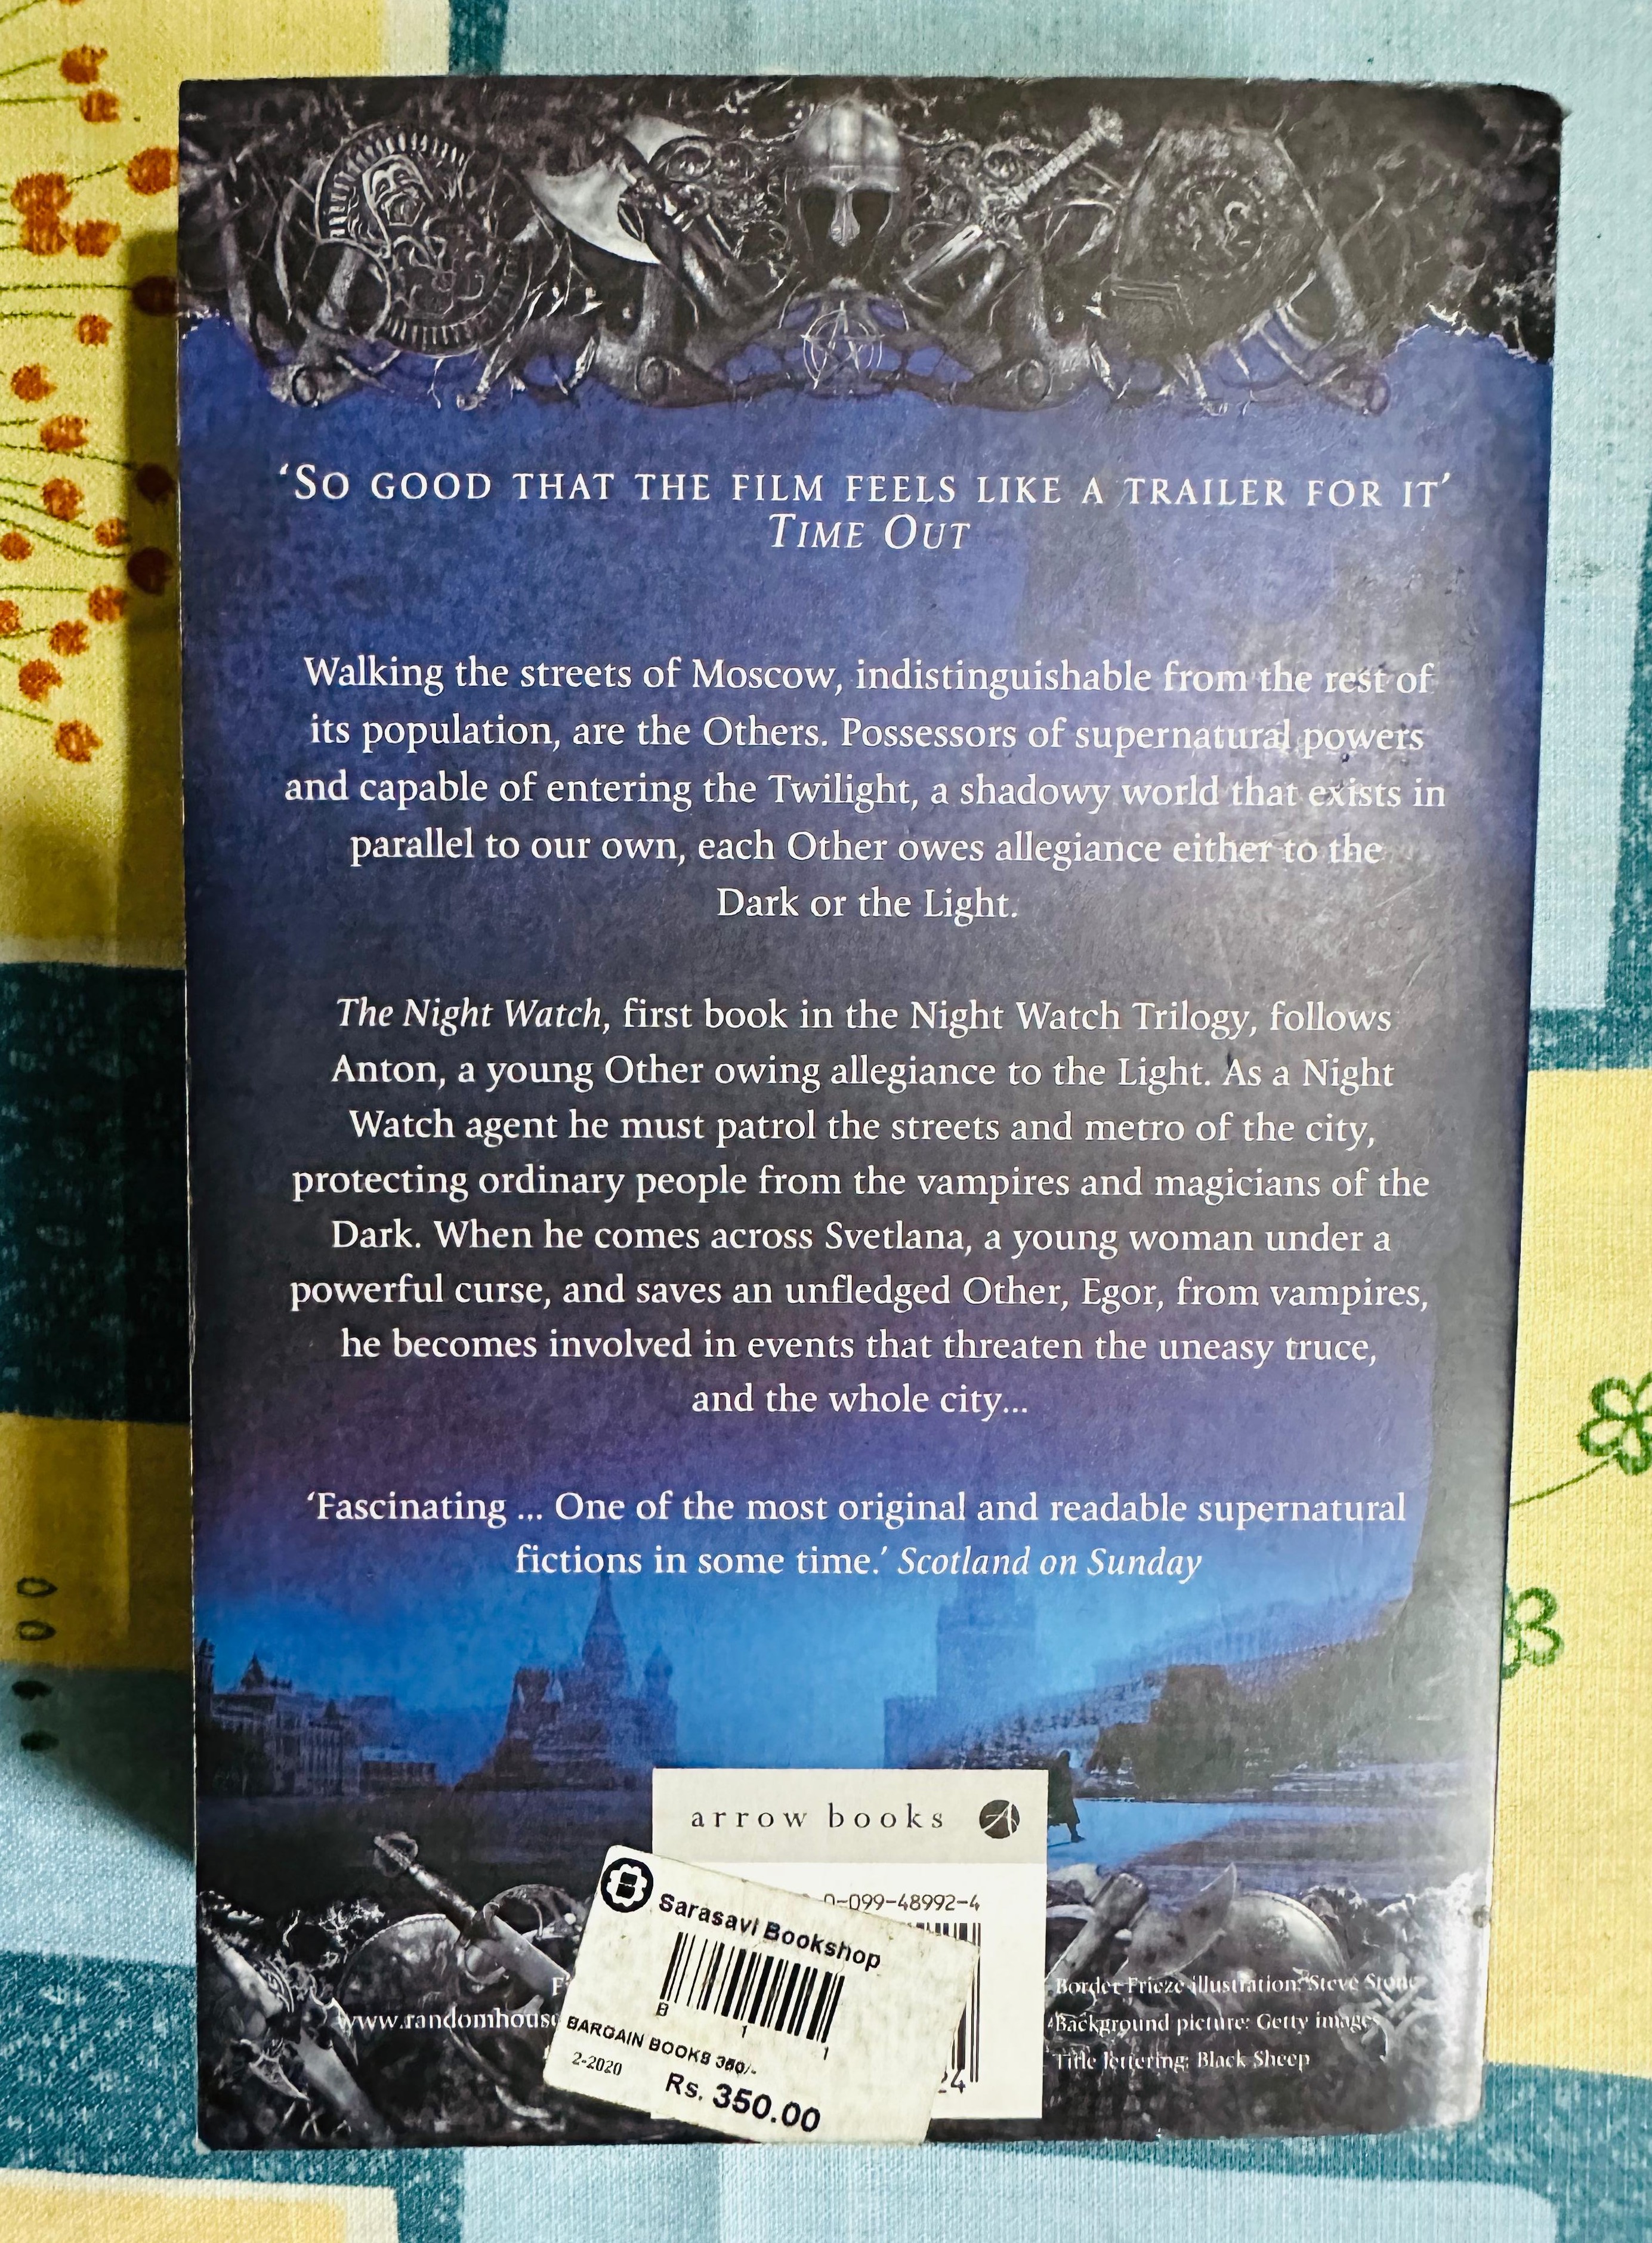 ‘SO GOOD THAT THE FILM FEELS LIKE A TRAILER FOR IT’
TIME OUT
Walking the streets of Moscow, indistinguishable from the rest of
its population, are the Others. Possessors of supernatural powers
and capable of entering the Twilight, a shadowy world that exists in
parallel to our own, each Other owes allegiance either to the
Dark or the Light.
The Night Watch, first book in the Night Watch Trilogy, follows
Anton, a young Other owing allegiance to the Light. As a Night
Watch agent he must patrol the streets and metro of the city,
protecting ordinary people from the vampires and magicians of the
Dark. When he comes across Svetlana, a young woman under a
powerful curse, and saves an unfledged Other, Egor, from vampires,
he becomes involved in events that threaten the uneasy truce,
and the whole city...
‘Fascinating ... One of the most original and readable supernatural
fictions in some time.’ Scotland on Sunday
arrow books
0-099-48992-4
Sarasavi Bookshop
B 1 1
BARGAIN BOOKS 350/-
2-2020
Rs. 350.00
24
www.randomhouse
Border Frieze illustration: Steve Stone
Background picture: Getty images
Title lettering: Black Sheep